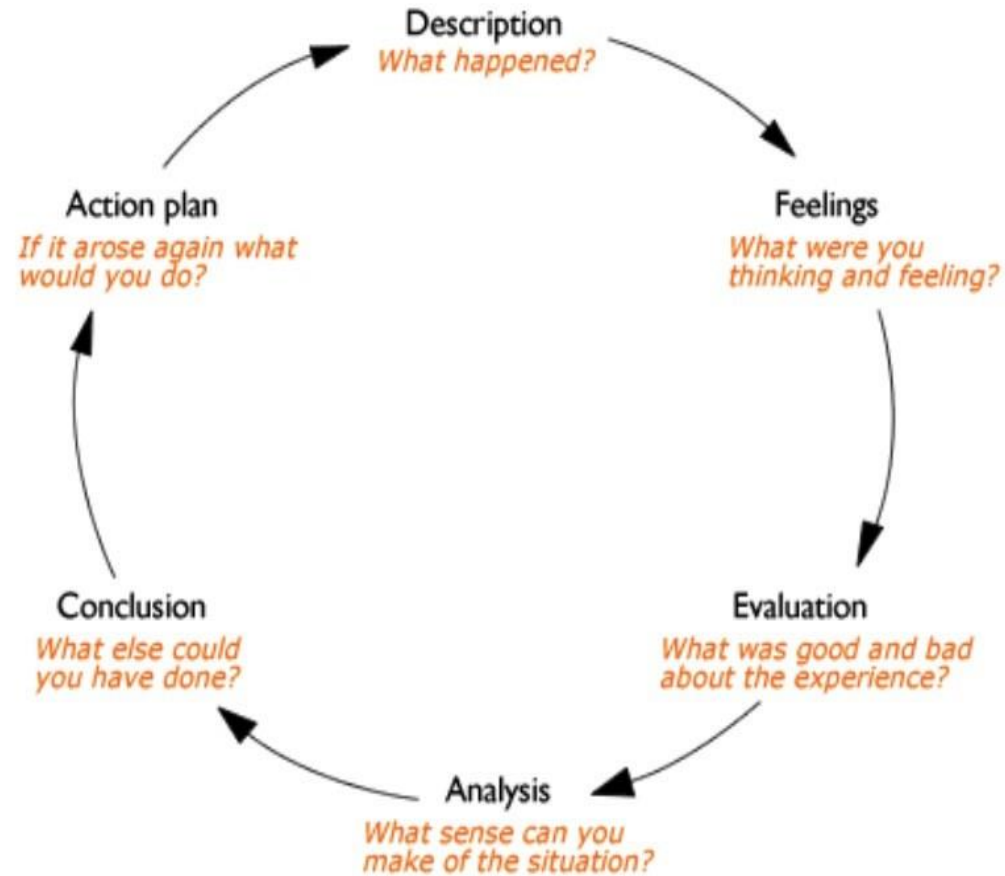 Description
What happened?
Feelings
What were you
thinking and feeling?
Evaluation
What was good and bad
about the experience?
Analysis
What sense can you
make of the situation?
Conclusion
What else could
you have done?
Action plan
If it arose again what
would you do?